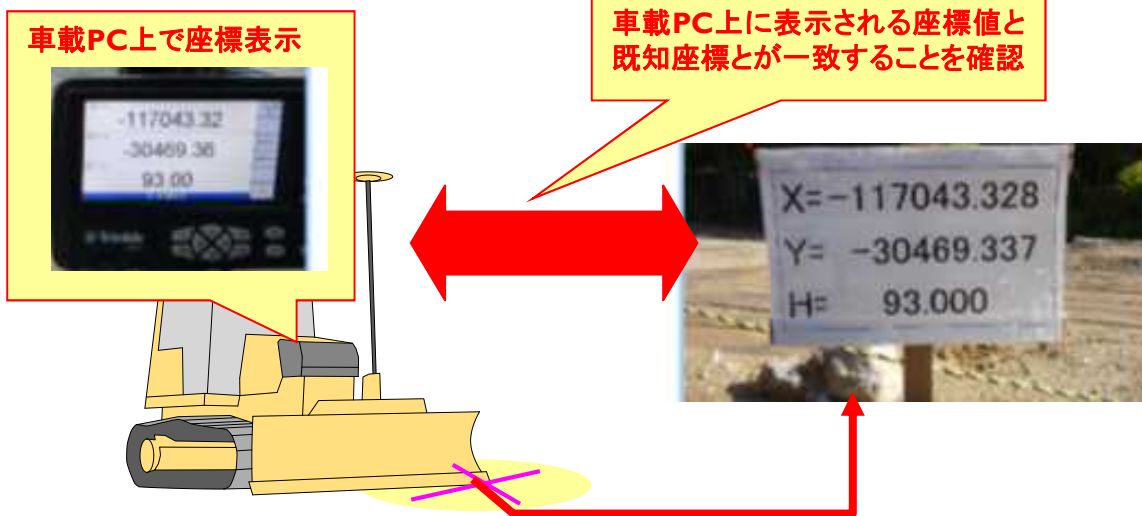 車載PC上で座標表示
-117043.32
-30469.36
93.00
車載PC上に表示される座標値と
既知座標とが一致することを確認
X=-117043.328
Y= -30469.337
H= 93.000